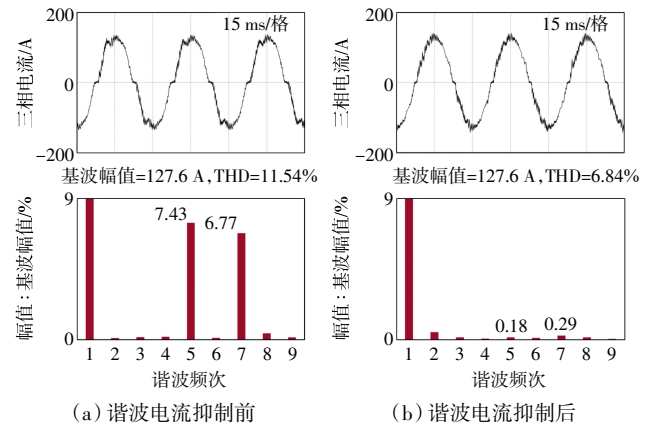 三相电流/A
200
0
−200
15 ms/格
基波幅值=127.6 A,THD=11.54%
幅值:基波幅值/%
9
0
7.43
6.77
1 2 3 4 5 6 7 8 9
谐波频次
(a) 谐波电流抑制前
三相电流/A
200
0
−200
15 ms/格
基波幅值=127.6 A,THD=6.84%
幅值:基波幅值/%
9
0
0.18
0.29
1 2 3 4 5 6 7 8 9
谐波频次
(b) 谐波电流抑制后